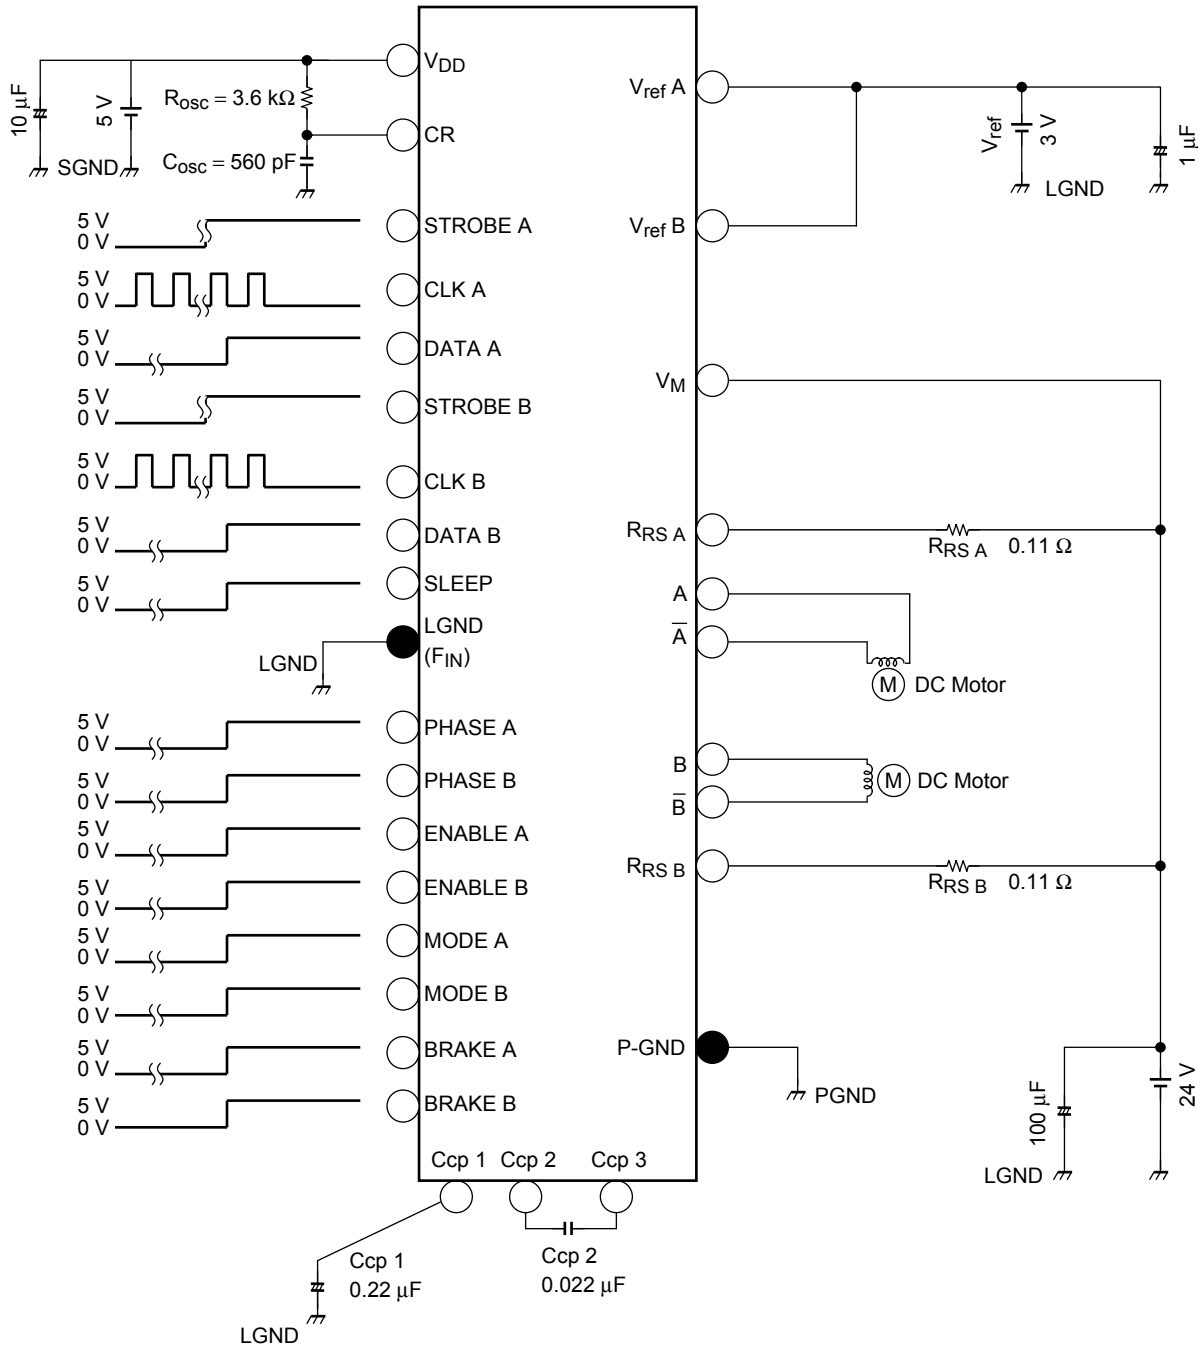 10 µF
5 V
Rosc = 3.6 kΩ
Cosc = 560 pF
SGND
VDD
CR
5 V
0 V
STROBE A
5 V
0 V
CLK A
5 V
0 V
DATA A
5 V
0 V
STROBE B
5 V
0 V
CLK B
5 V
0 V
DATA B
5 V
0 V
SLEEP
LGND
LGND
(FIN)
5 V
0 V
PHASE A
5 V
0 V
PHASE B
5 V
0 V
ENABLE A
5 V
0 V
ENABLE B
5 V
0 V
MODE A
5 V
0 V
MODE B
5 V
0 V
BRAKE A
5 V
0 V
BRAKE B
Vref A
Vref
3 V
1 µF
LGND
Vref B
VM
RRS A
RRS A 0.11 Ω
A
A̅
M DC Motor
B
B̅
M DC Motor
RRS B
RRS B 0.11 Ω
P-GND
PGND
100 µF
24 V
LGND
Ccp 1 Ccp 2 Ccp 3
Ccp 1
0.22 µF
LGND
Ccp 2
0.022 µF